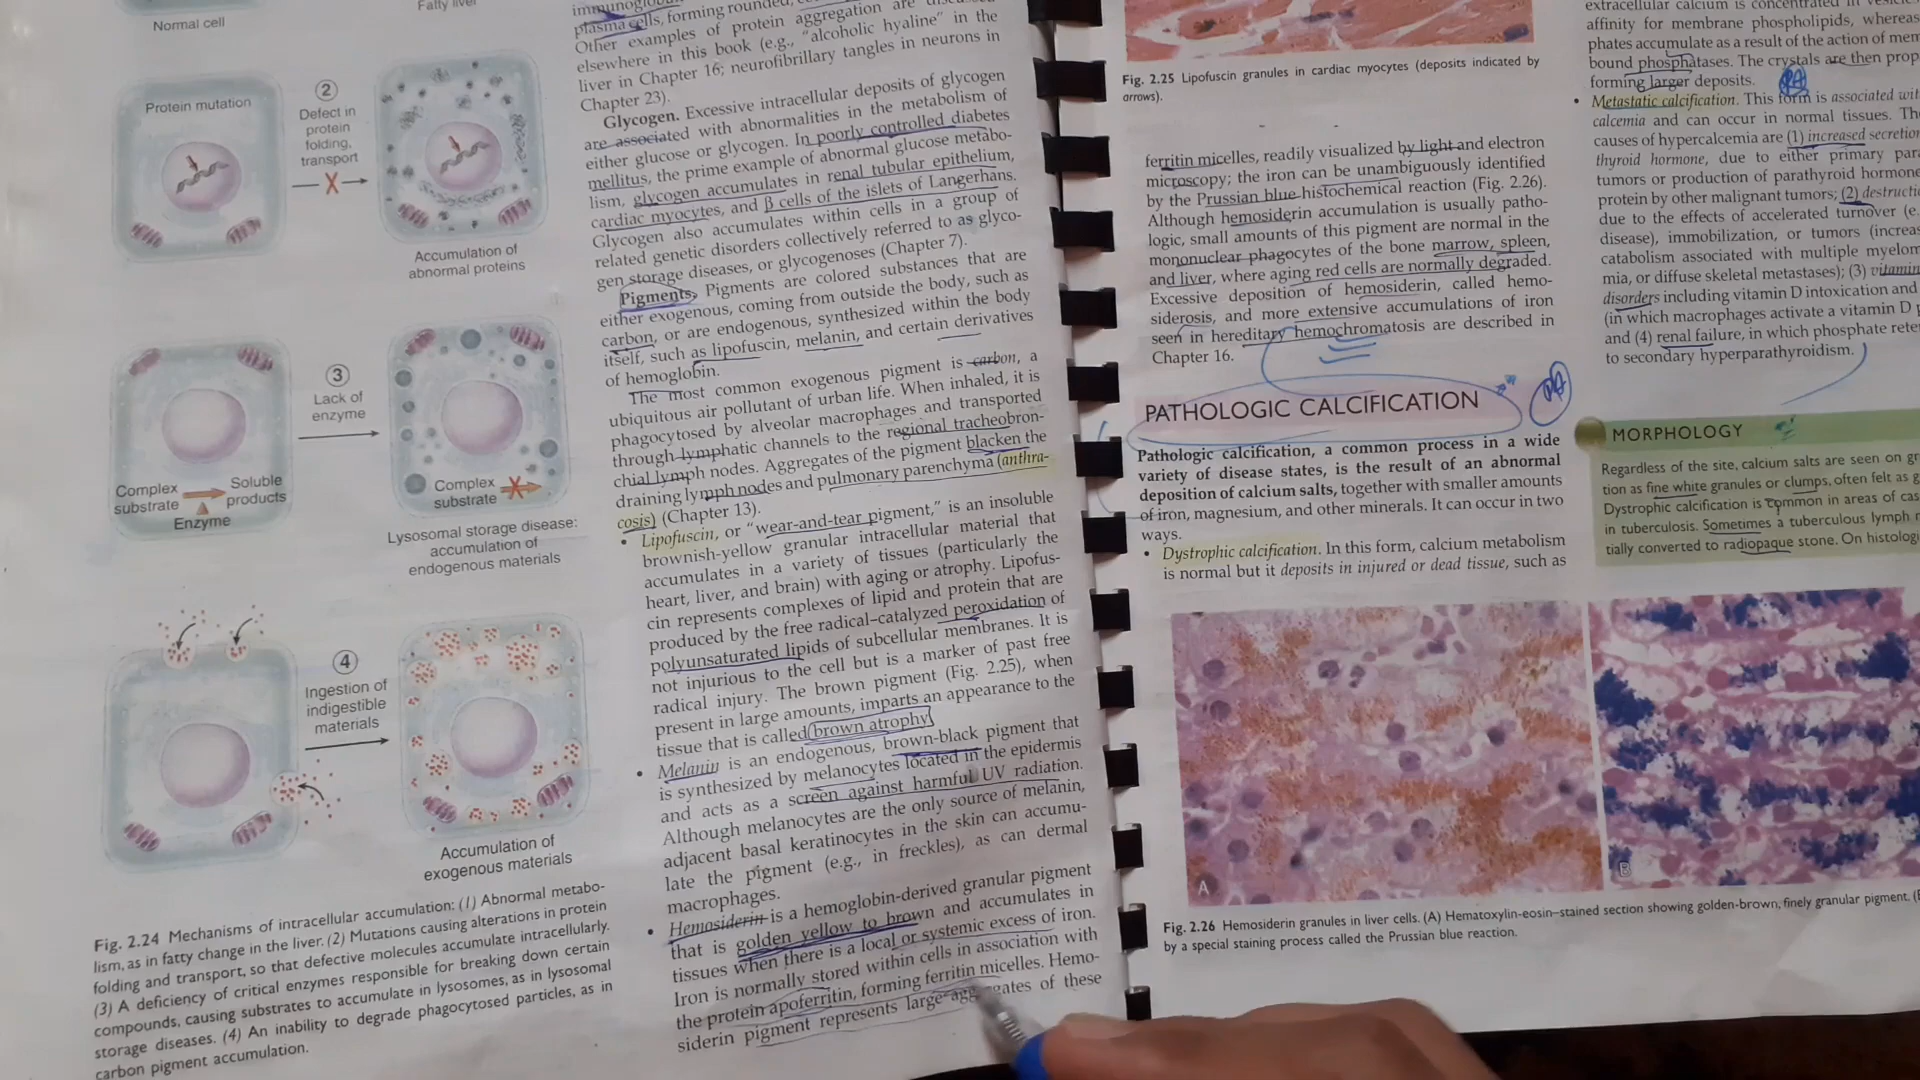 Normal cell
Fatty liver
Protein mutation
2
Defect in
protein
folding,
transport
Accumulation of
abnormal proteins
3
Lack of
enzyme
Complex
substrate
Soluble
products
Enzyme
Complex
substrate
Lysosomal storage disease:
accumulation of
endogenous materials
4
Ingestion of
indigestible
materials
Accumulation of
exogenous materials
Fig. 2.24 Mechanisms of intracellular accumulation: (1) Abnormal metabo-
lism, as in fatty change in the liver. (2) Mutations causing alterations in protein
folding and transport, so that defective molecules accumulate intracellularly.
(3) A deficiency of critical enzymes responsible for breaking down certain
compounds, causing substrates to accumulate in lysosomes, as in lysosomal
storage diseases. (4) An inability to degrade phagocytosed particles, as in
carbon pigment accumulation.
plasma cells, forming rounded,
Other examples of protein aggregation are
elsewhere in this book (e.g., "alcoholic hyaline" in the
liver in Chapter 16; neurofibrillary tangles in neurons in
Chapter 23).
Glycogen. Excessive intracellular deposits of glycogen
are associated with abnormalities in the metabolism of
either glucose or glycogen. In poorly controlled diabetes
mellitus, the prime example of abnormal glucose metabo-
lism, glycogen accumulates in renal tubular epithelium,
cardiac myocytes, and β cells of the islets of Langerhans.
Glycogen also accumulates within cells in a group of
related genetic disorders collectively referred to as glyco-
gen storage diseases, or glycogenoses (Chapter 7).
Pigments. Pigments are colored substances that are
either exogenous, coming from outside the body, such as
carbon, or are endogenous, synthesized within the body
itself, such as lipofuscin, melanin, and certain derivatives
of hemoglobin.
The most common exogenous pigment is carbon, a
ubiquitous air pollutant of urban life. When inhaled, it is
phagocytosed by alveolar macrophages and transported
through lymphatic channels to the regional tracheobron-
chial lymph nodes. Aggregates of the pigment blacken the
draining lymph nodes and pulmonary parenchyma (anthra-
cosis) (Chapter 13).
• Lipofuscin, or "wear-and-tear pigment," is an insoluble
brownish-yellow granular intracellular material that
accumulates in a variety of tissues (particularly the
heart, liver, and brain) with aging or atrophy. Lipofus-
cin represents complexes of lipid and protein that are
produced by the free radical–catalyzed peroxidation of
polyunsaturated lipids of subcellular membranes. It is
not injurious to the cell but is a marker of past free
radical injury. The brown pigment (Fig. 2.25), when
present in large amounts, imparts an appearance to the
tissue that is called brown atrophy.
• Melanin is an endogenous, brown-black pigment that
is synthesized by melanocytes located in the epidermis
and acts as a screen against harmful UV radiation.
Although melanocytes are the only source of melanin,
adjacent basal keratinocytes in the skin can accumu-
late the pigment (e.g., in freckles), as can dermal
macrophages.
• Hemosiderin is a hemoglobin-derived granular pigment
that is golden yellow to brown and accumulates in
tissues when there is a local or systemic excess of iron.
Iron is normally stored within cells in association with
the protein apoferritin, forming ferritin micelles. Hemo-
siderin pigment represents large aggregates of these
Fig. 2.25 Lipofuscin granules in cardiac myocytes (deposits indicated by
arrows).
ferritin micelles, readily visualized by light and electron
microscopy; the iron can be unambiguously identified
by the Prussian blue histochemical reaction (Fig. 2.26).
Although hemosiderin accumulation is usually patho-
logic, small amounts of this pigment are normal in the
mononuclear phagocytes of the bone marrow, spleen,
and liver, where aging red cells are normally degraded.
Excessive deposition of hemosiderin, called hemo-
siderosis, and more extensive accumulations of iron
seen in hereditary hemochromatosis are described in
Chapter 16.
PATHOLOGIC CALCIFICATION
Pathologic calcification, a common process in a wide
variety of disease states, is the result of an abnormal
deposition of calcium salts, together with smaller amounts
of iron, magnesium, and other minerals. It can occur in two
ways.
• Dystrophic calcification. In this form, calcium metabolism
is normal but it deposits in injured or dead tissue, such as
A
B
Fig. 2.26 Hemosiderin granules in liver cells. (A) Hematoxylin-eosin–stained section showing golden-brown, finely granular pigment. (
by a special staining process called the Prussian blue reaction.
extracellular calcium is concentrated in
affinity for membrane phospholipids, whereas
phates accumulate as a result of the action of mem
bound phosphatases. The crystals are then prop
forming larger deposits.
• Metastatic calcification. This form is associated wit
calcemia and can occur in normal tissues. Th
causes of hypercalcemia are (1) increased secretion
thyroid hormone, due to either primary par
tumors or production of parathyroid hormone
protein by other malignant tumors; (2) destructi
due to the effects of accelerated turnover (e.
disease), immobilization, or tumors (increas
catabolism associated with multiple myelom
mia, or diffuse skeletal metastases); (3) vitamin
disorders including vitamin D intoxication and
(in which macrophages activate a vitamin D p
and (4) renal failure, in which phosphate rete
to secondary hyperparathyroidism.
MORPHOLOGY
Regardless of the site, calcium salts are seen on gr
tion as fine white granules or clumps, often felt as g
Dystrophic calcification is common in areas of cas
in tuberculosis. Sometimes a tuberculous lymph n
tially converted to radiopaque stone. On histologi